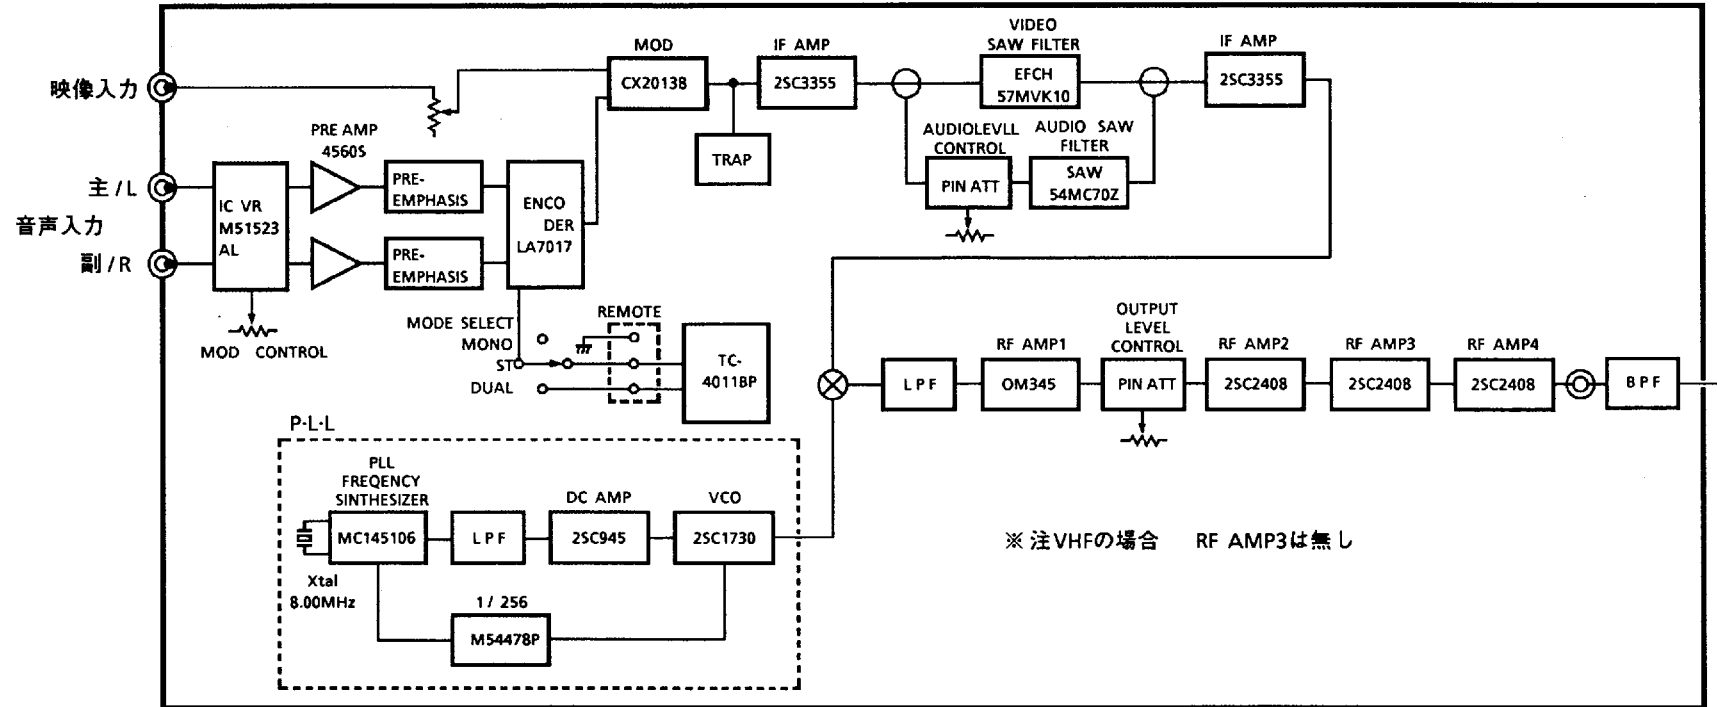 映像入力
主/L
音声入力
副/R
MOD
CX20138
TRAP
IF AMP
2SC3355
VIDEO
SAW FILTER
EFCH
57MVK10
AUDIOLEVLL
CONTROL
PIN ATT
AUDIO SAW
FILTER
SAW
54MC70Z
IF AMP
2SC3355
PRE AMP
4560S
IC VR
M51523
AL
MOD CONTROL
PRE-
EMPHASIS
PRE-
EMPHASIS
ENCO
DER
LA7017
MODE SELECT
MONO
ST
DUAL
REMOTE
TC-
4011BP
LPF
RF AMP1
OM345
OUTPUT
LEVEL
CONTROL
PIN ATT
RF AMP2
2SC2408
RF AMP3
2SC2408
RF AMP4
2SC2408
BPF
P·L·L
PLL
FREQENCY
SINTHESIZER
MC145106
Xtal
8.00MHz
LPF
DC AMP
2SC945
VCO
2SC1730
1/256
M54478P
※注VHFの場合 RF AMP3は無し